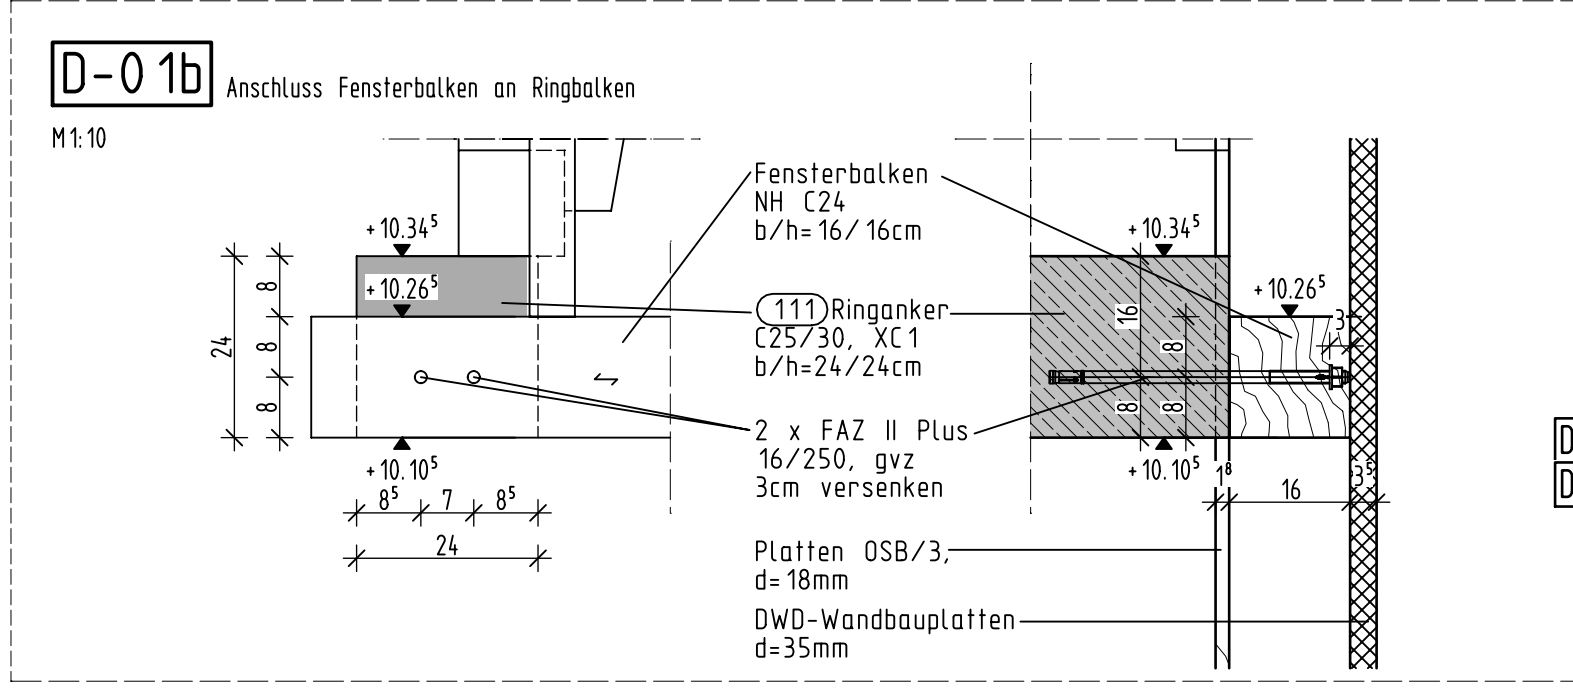 D-01b Anschluss Fensterbalken an Ringbalken
M 1:10
Fensterbalken
NH C24
b/h=16/16cm
+10.34⁵
+10.34⁵
+10.26⁵
+10.26⁵
111 Ringanker
C25/30, XC1
b/h=24/24cm
24
8
8
8
16
8
8
8
3
2 x FAZ II Plus
16/250, gvz
3cm versenken
+10.10⁵
+10.10⁵
8⁵ 7 8⁵
24
1⁸ 16 3⁵
Platten OSB/3,
d=18mm
DWD-Wandbauplatten
d=35mm
D
D